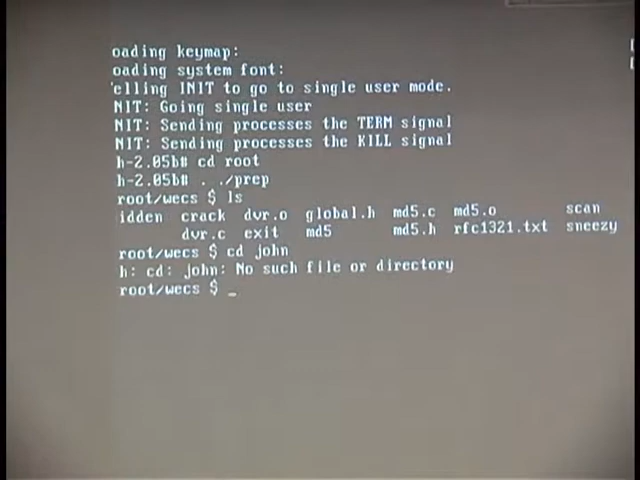 oading keymap:
oading system font:
'elling INIT to go to single user mode.
NIT: Going single user
NIT: Sending processes the TERM signal
NIT: Sending processes the KILL signal
h-2.05b# cd root
h-2.05b# . ./prep
root/wecs $ ls
idden crack dvr.o global.h md5.c md5.o scan
dvr.c exit md5 md5.h rfc1321.txt sneezy
root/wecs $ cd john
h: cd: john: No such file or directory
root/wecs $ _